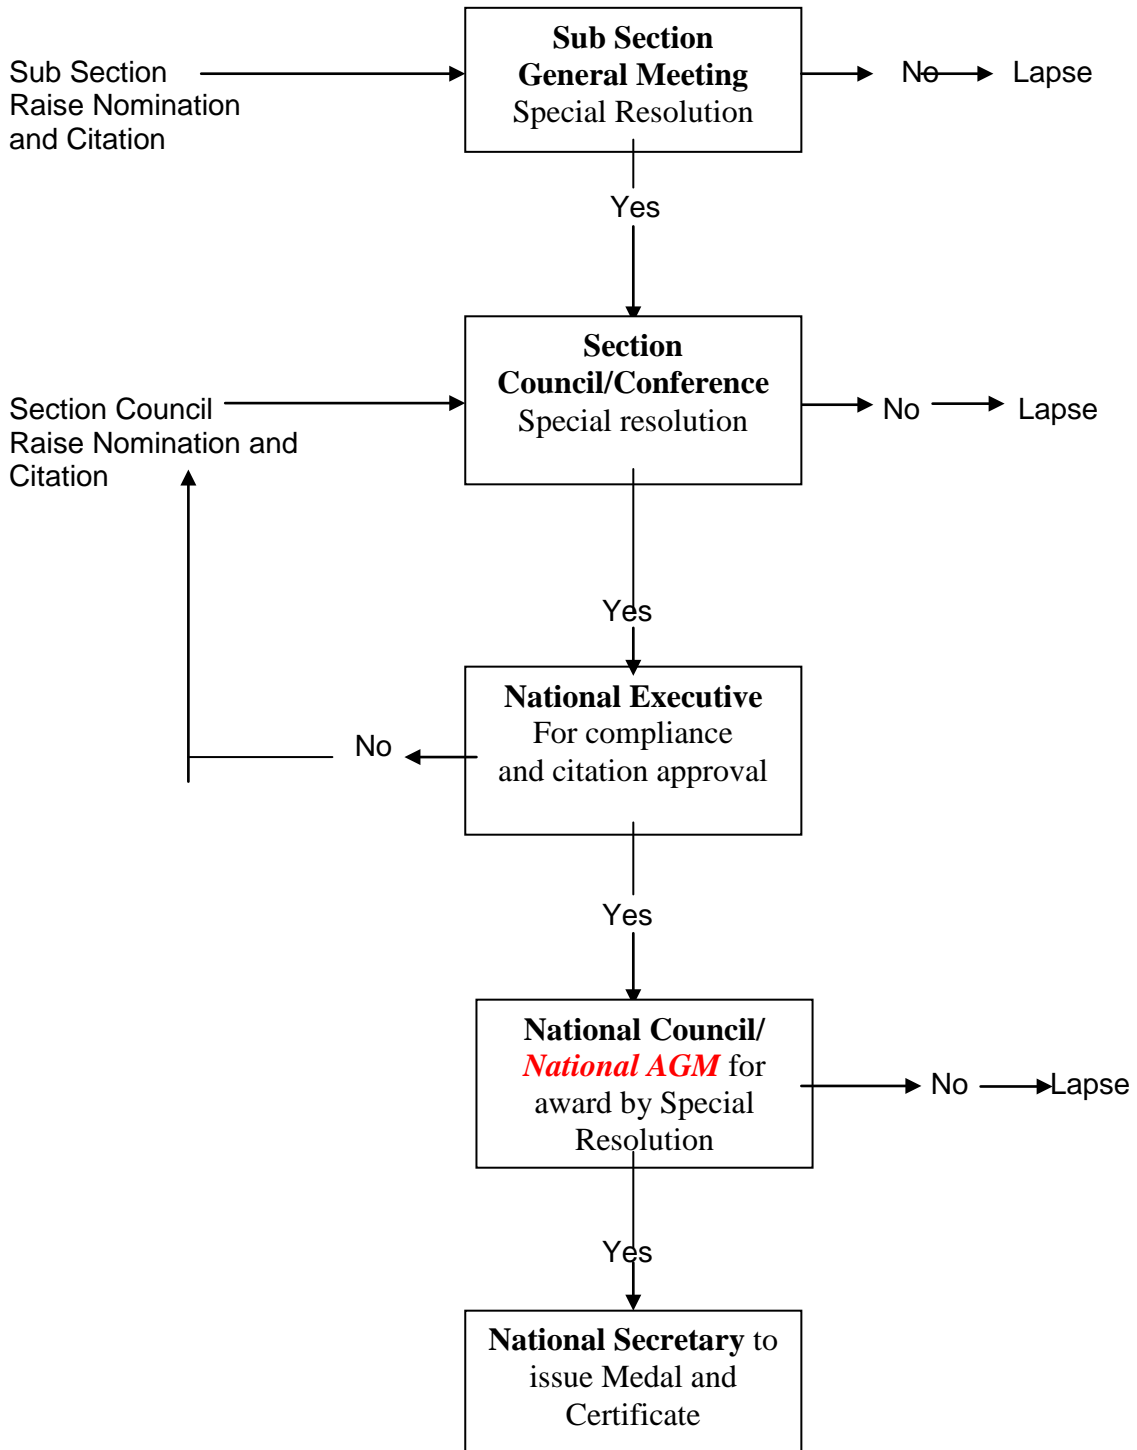 Sub Section
General Meeting
Special Resolution
Sub Section
Raise Nomination
and Citation
No
Lapse
Yes
Section
Council/Conference
Special resolution
Section Council
Raise Nomination and
Citation
No
Lapse
Yes
National Executive
For compliance
and citation approval
No
Yes
National Council/
National AGM for
award by Special
Resolution
No
Lapse
Yes
National Secretary to
issue Medal and
Certificate